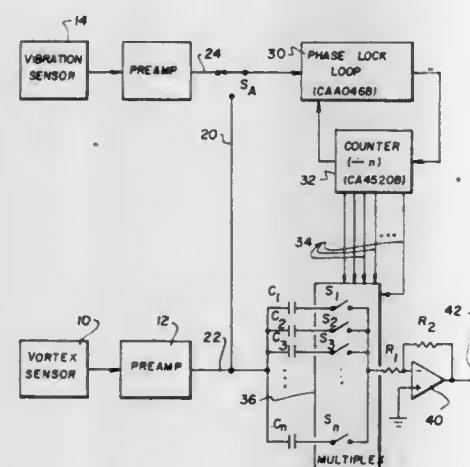 14
VIBRATION
SENSOR
PREAMP
24
S_A
20
30
PHASE LOCK
LOOP
(CAA046B)
COUNTER
(÷ n)
(CA4520B)
32
34
...
10
VORTEX
SENSOR
12
PREAMP
22
C_1 S_1
C_2 S_2
C_3 S_3
C_n S_n
36
MULTIPLEX
R_1
R_2
-
+
40
42